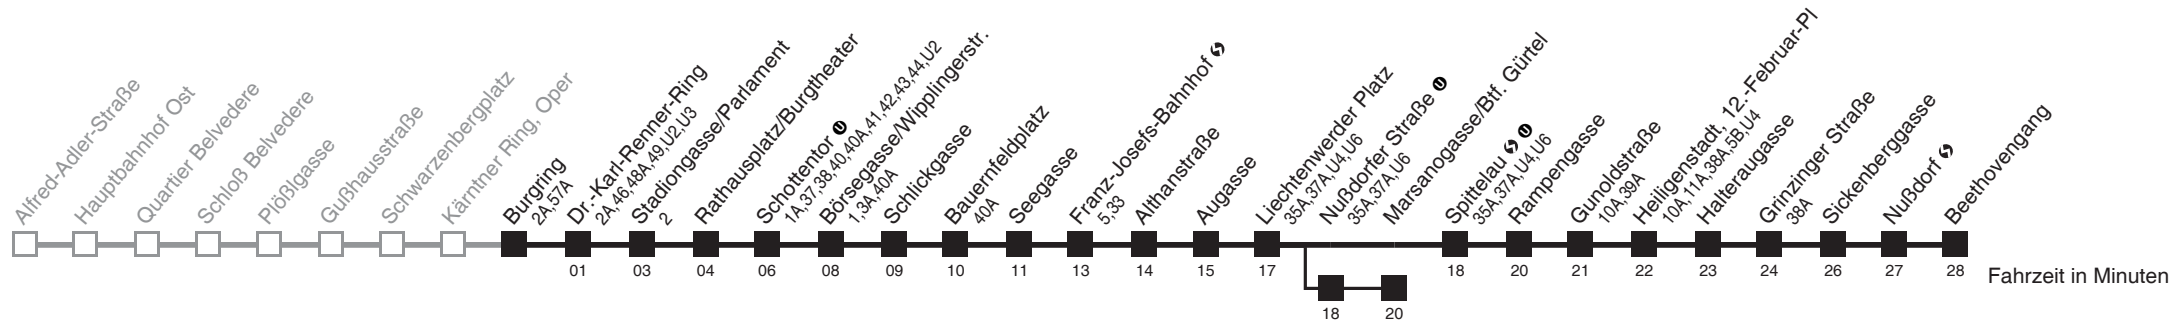 Alfred-Adler-Straße
Hauptbahnhof Ost
Quartier Belvedere
Schloß Belvedere
Plößlgasse
Gußhausstraße
Schwarzenbergplatz
Kärntner Ring, Oper
Burgring
2A,57A
Dr.-Karl-Renner-Ring
2A,46,48A,49,U2,U3
Stadiongasse/Parlament
2
Rathausplatz/Burgtheater
Schottentor U
1A,37,38,40,40A,41,42,43,44,U2
Börsegasse/Wipplingerstr.
1,3A,40A
Schlickgasse
Bauernfeldplatz
40A
Seegasse
Franz-Josefs-Bahnhof S
5,33
Althanstraße
Augasse
Liechtenwerder Platz
35A,37A,U4,U6
Nußdorfer Straße U
35A,37A,U6
Marsanogasse/Btf. Gürtel
Spittelau S U
35A,37A,U4,U6
Rampengasse
Gunoldstraße
10A,39A
Heiligenstadt, 12.-Februar-Pl
10A,11A,38A,5B,U4
Halteraugasse
Grinzinger Straße
38A
Sickenberggasse
Nußdorf S
Beethovengang
01 03 04 06 08 09 10 11 13 14 15 17 18 20 21 22 23 24 26 27 28
Fahrzeit in Minuten
18 20